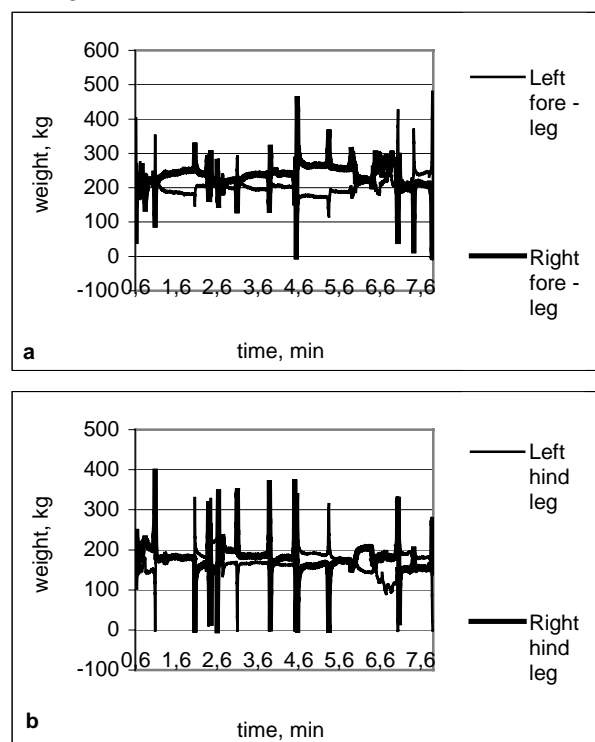 600
500
400
300
200
100
0
-100
0,6 1,6 2,6 3,6 4,6 5,6 6,6 7,6
weight, kg
time, min
Left
fore -
leg
Right
fore -
leg
a
500
400
300
200
100
0
-100
0,6 1,6 2,6 3,6 4,6 5,6 6,6 7,6
weight, kg
time, min
Left
hind
leg
Right
hind
leg
b